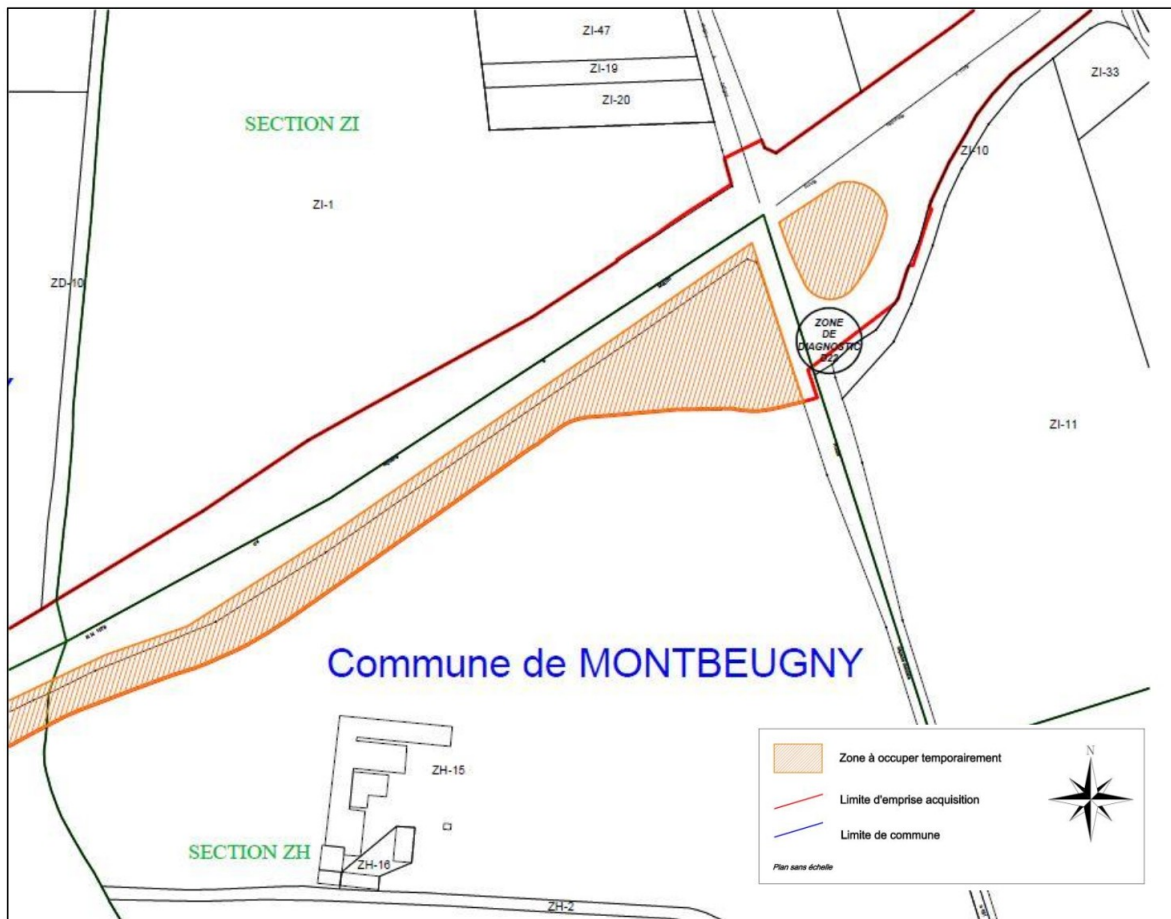 ZI-47
ZI-19
ZI-20
ZI-33
SECTION ZI
ZI-10
ZI-1
ZD-10
ZONE
DE
DIAGNOSTIC
ZI-11
Commune de MONTBEUGNY
ZH-15
SECTION ZH
ZH-16
ZH-2
N
Zone à occuper temporairement
Limite d'emprise acquisition
Limite de commune
Plan sans échelle